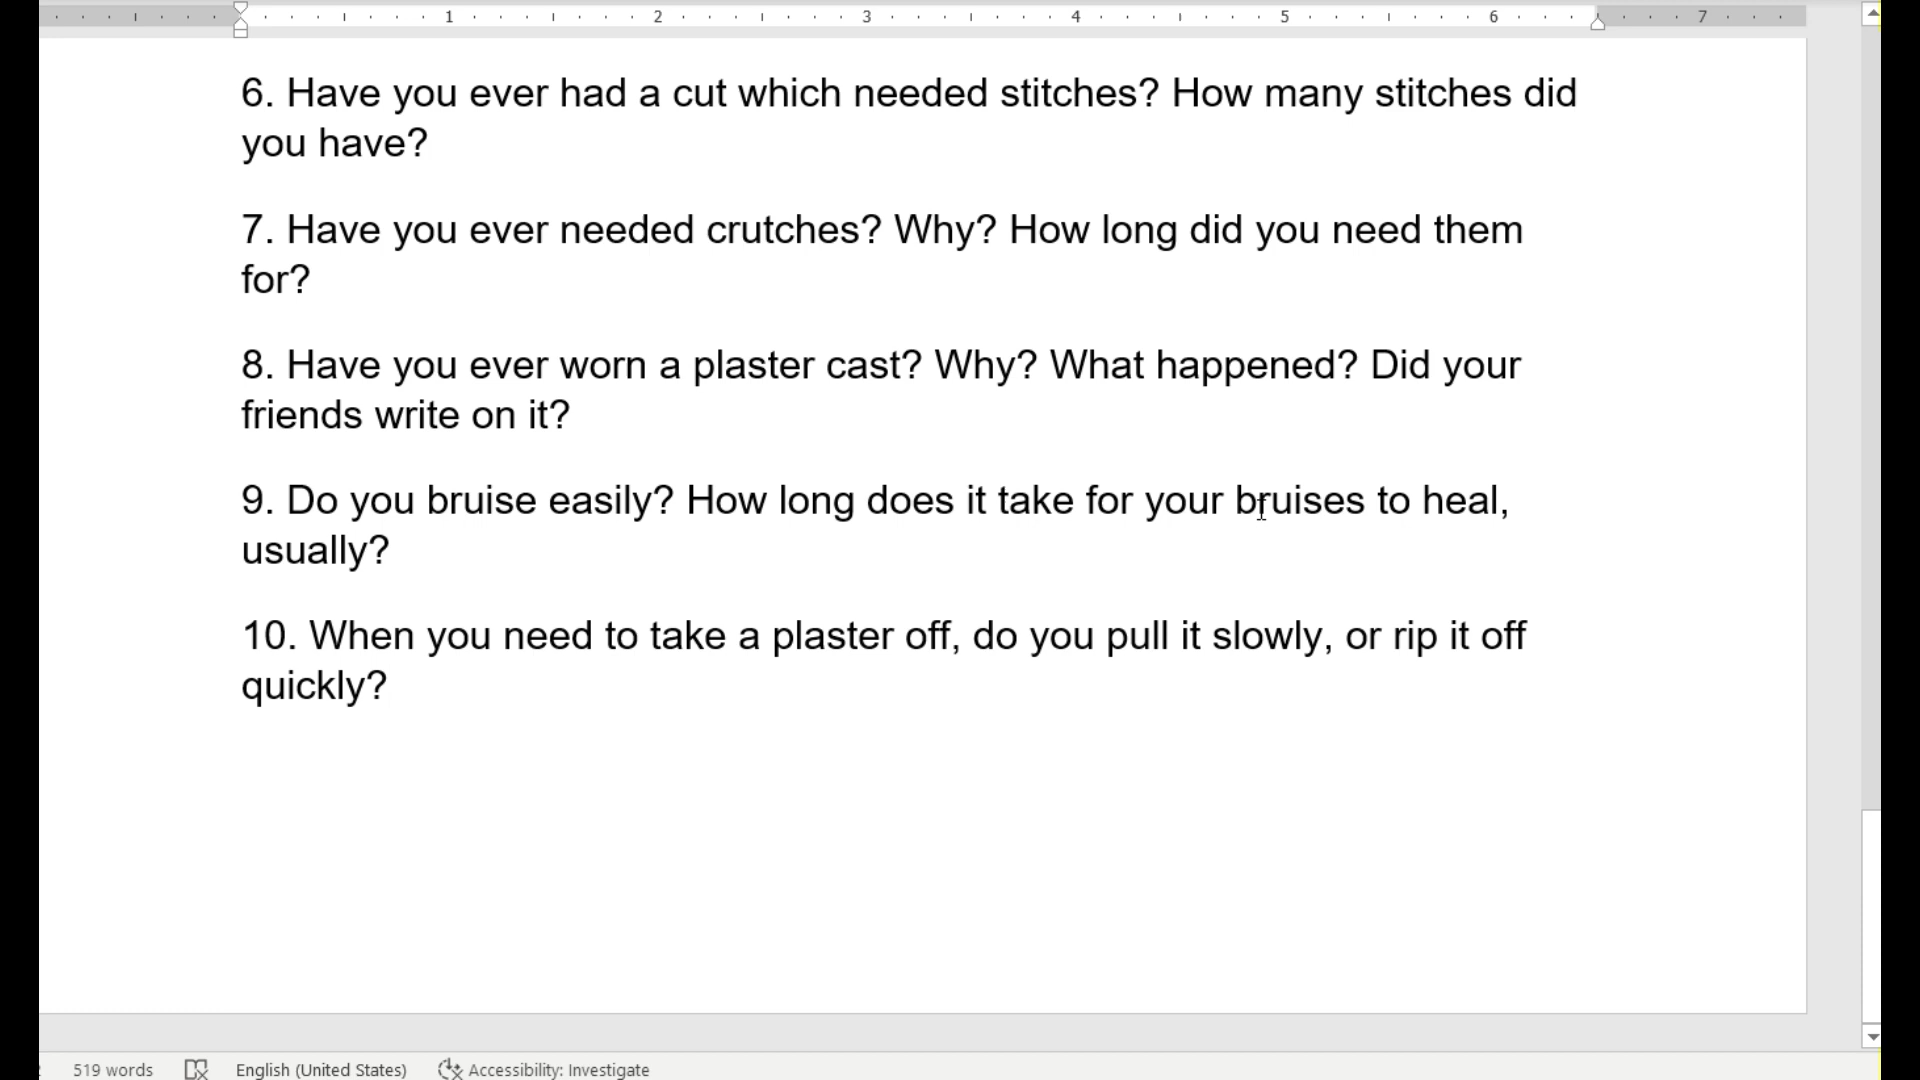 1 2 3 4 5 6 7
6. Have you ever had a cut which needed stitches? How many stitches did
you have?
7. Have you ever needed crutches? Why? How long did you need them
for?
8. Have you ever worn a plaster cast? Why? What happened? Did your
friends write on it?
9. Do you bruise easily? How long does it take for your bruises to heal,
usually?
10. When you need to take a plaster off, do you pull it slowly, or rip it off
quickly?
519 words English (United States) Accessibility: Investigate